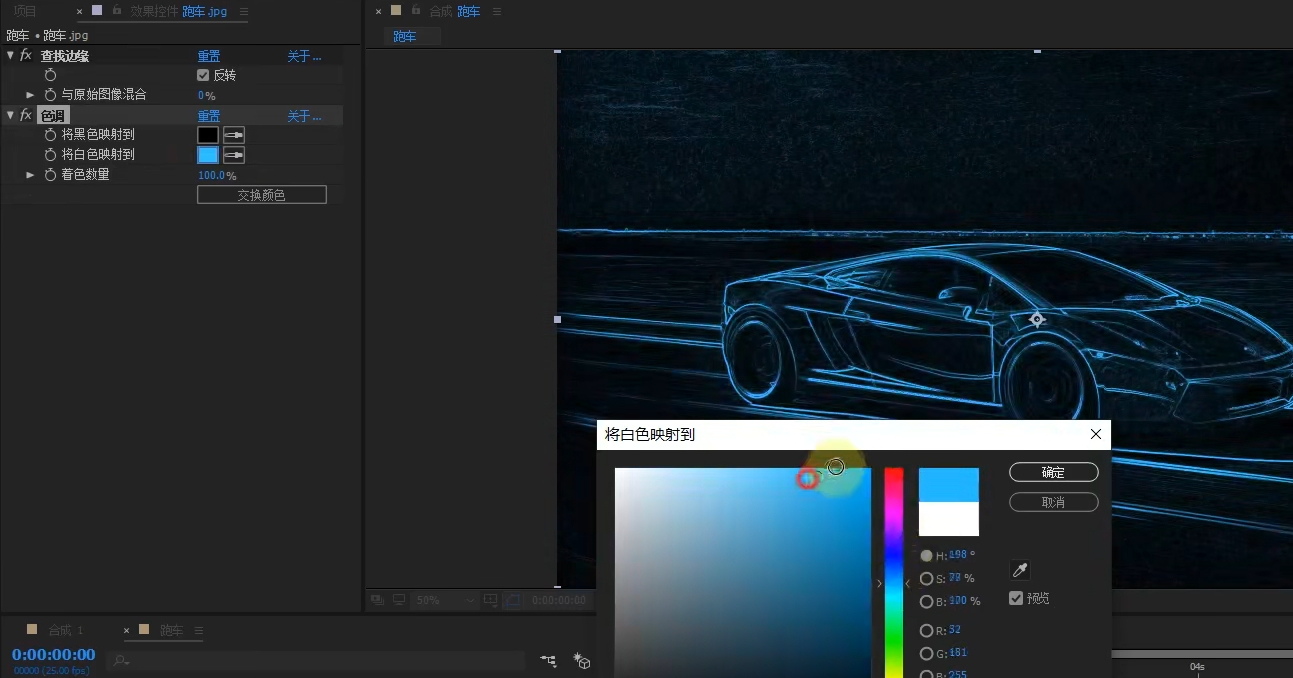 项目
× 效果控件 跑车.jpg ☰
跑车 • 跑车.jpg
fx 查找边缘 重置 关于...
反转
与原始图像混合 0%
fx 色调 重置 关于...
将黑色映射到
将白色映射到
着色数量 100.0%
交换颜色
× 合成 跑车 ☰
跑车
50% 0:00:00:00
将白色映射到 ×
确定
取消
H: 198 °
S: %
B: %
预览
R:
G: 181
B: 255
合成 1
× 跑车 ☰
0:00:00:00
00000 (25.00 fps)
04s